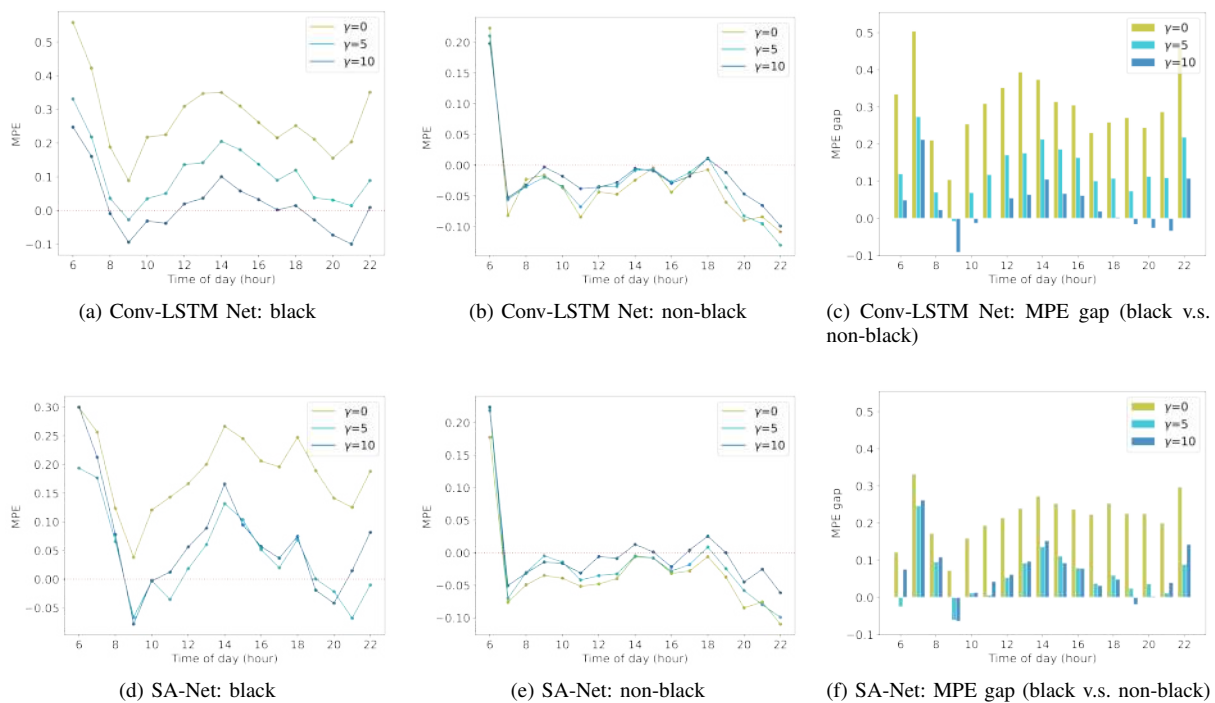 0.5
0.4
0.3
0.2
0.1
0.0
−0.1
MPE
γ=0
γ=5
γ=10
6 8 10 12 14 16 18 20 22
Time of day (hour)
(a) Conv-LSTM Net: black
0.20
0.15
0.10
0.05
0.00
−0.05
−0.10
MPE
γ=0
γ=5
γ=10
6 8 10 12 14 16 18 20 22
Time of day (hour)
(b) Conv-LSTM Net: non-black
0.5
0.4
0.3
0.2
0.1
0.0
−0.1
MPE gap
γ=0
γ=5
γ=10
6 8 10 12 14 16 18 20 22
Time of day (hour)
(c) Conv-LSTM Net: MPE gap (black v.s.
non-black)
0.30
0.25
0.20
0.15
0.10
0.05
0.00
−0.05
MPE
γ=0
γ=5
γ=10
6 8 10 12 14 16 18 20 22
Time of day (hour)
(d) SA-Net: black
0.20
0.15
0.10
0.05
0.00
−0.05
−0.10
MPE
γ=0
γ=5
γ=10
6 8 10 12 14 16 18 20 22
Time of day (hour)
(e) SA-Net: non-black
0.5
0.4
0.3
0.2
0.1
0.0
−0.1
MPE gap
γ=0
γ=5
γ=10
6 8 10 12 14 16 18 20 22
Time of day (hour)
(f) SA-Net: MPE gap (black v.s. non-black)